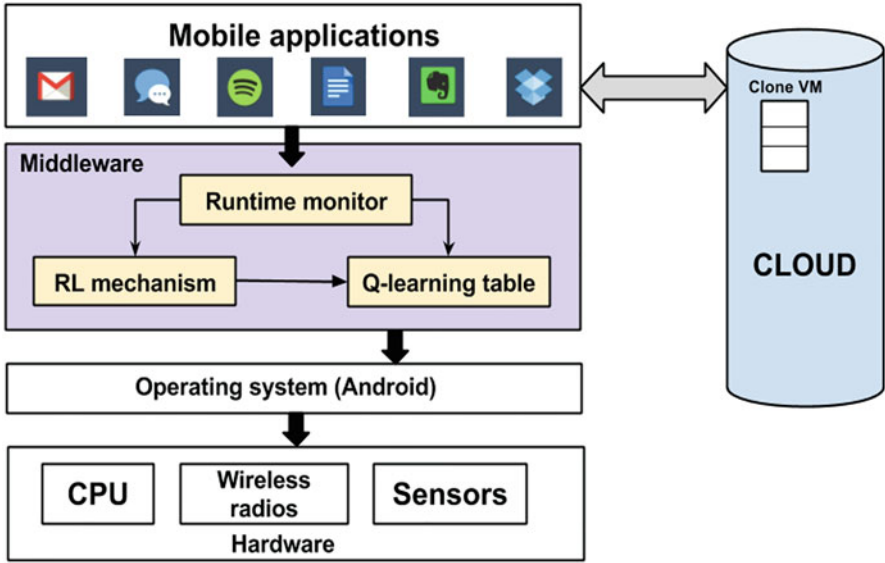 Mobile applications
Clone VM
Middleware
Runtime monitor
RL mechanism
Q-learning table
CLOUD
Operating system (Android)
CPU
Wireless
radios
Sensors
Hardware